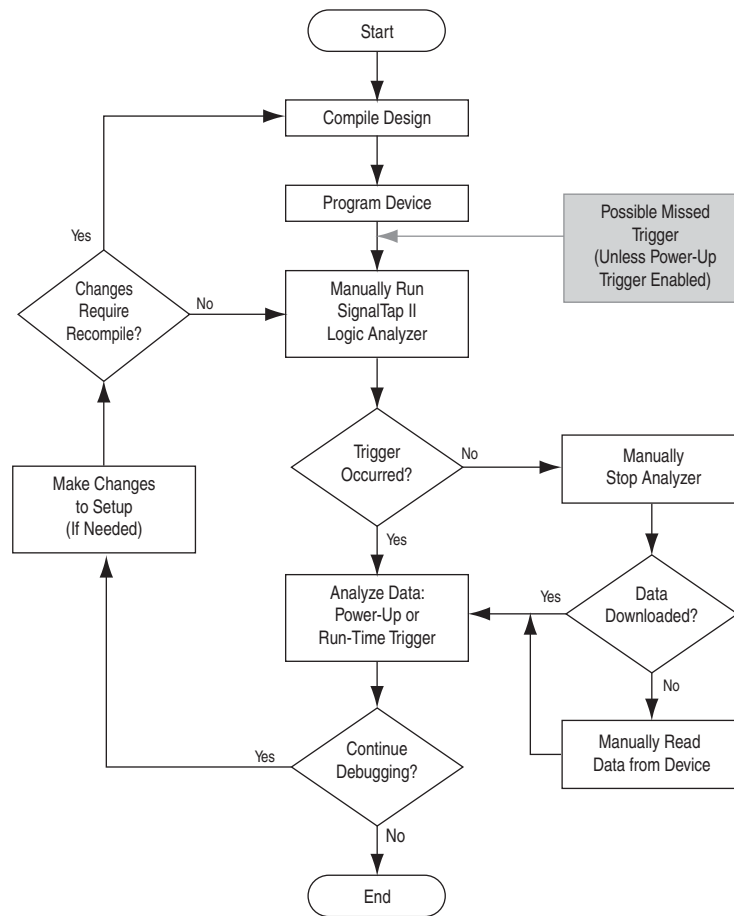 Start
Compile Design
Program Device
Possible Missed
Trigger
(Unless Power-Up
Trigger Enabled)
Yes
Changes
Require
Recompile?
No
Manually Run
SignalTap II
Logic Analyzer
Trigger
Occurred?
No
Manually
Stop Analyzer
Make Changes
to Setup
(If Needed)
Yes
Analyze Data:
Power-Up or
Run-Time Trigger
Yes
Data
Downloaded?
No
Manually Read
Data from Device
Yes
Continue
Debugging?
No
End